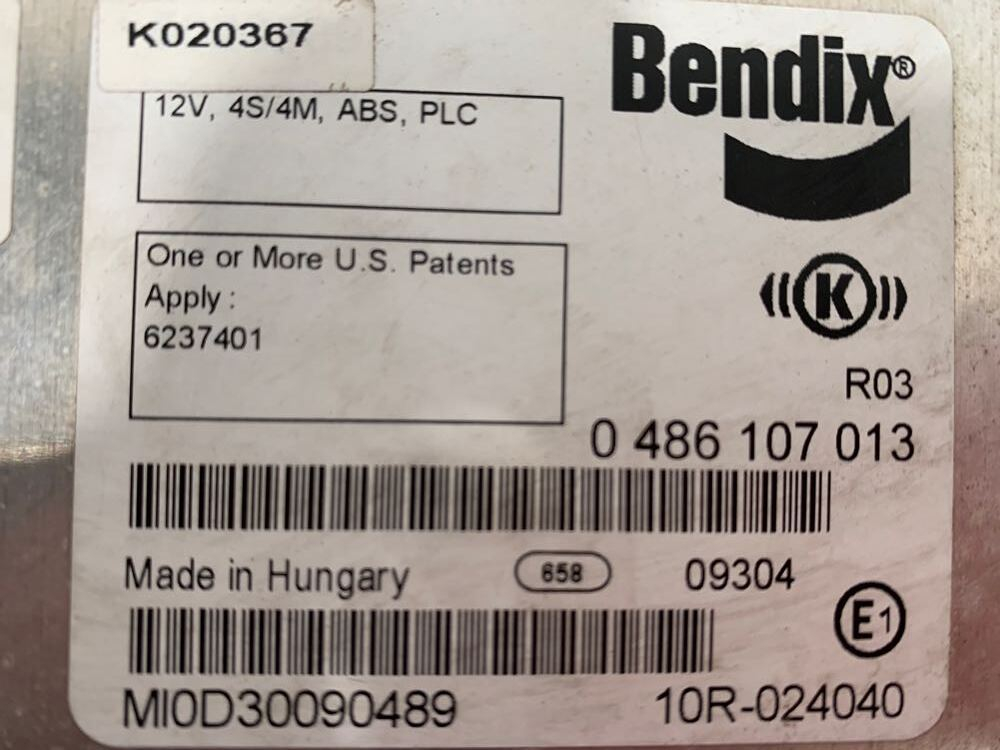 K020367
Bendix®
12V, 4S/4M, ABS, PLC
One or More U.S. Patents
Apply :
6237401
K
R03
0 486 107 013
Made in Hungary
658
09304
E1
MI0D30090489
10R-024040